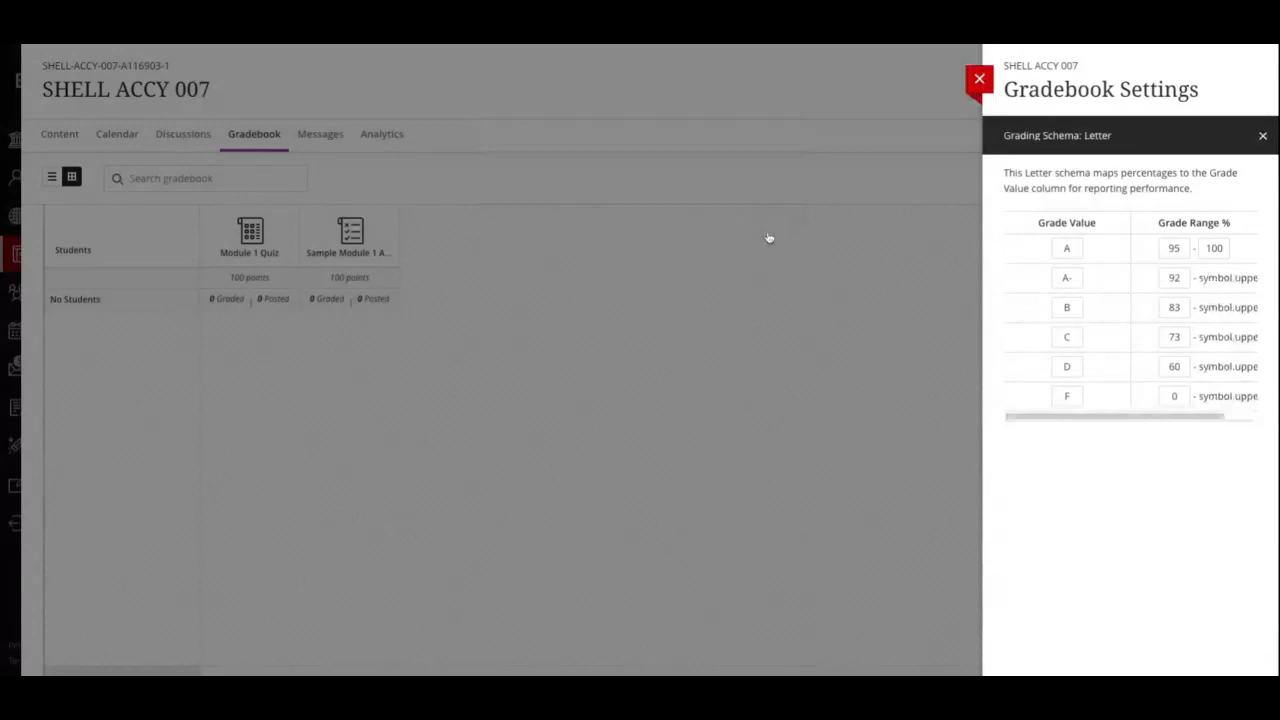 SHELL-ACCY-007-A116903-1
SHELL ACCY 007
Content Calendar Discussions Gradebook Messages Analytics
Search gradebook
Students
Module 1 Quiz
Sample Module 1 A...
100 points
100 points
No Students
0 Graded | 0 Posted
0 Graded | 0 Posted
SHELL ACCY 007
Gradebook Settings
Grading Schema: Letter
This Letter schema maps percentages to the Grade
Value column for reporting performance.
Grade Value Grade Range %
A 95 - 100
A- 92 - symbol.uppe
B 83 - symbol.uppe
C 73 - symbol.uppe
D 60 - symbol.uppe
F 0 - symbol.uppe